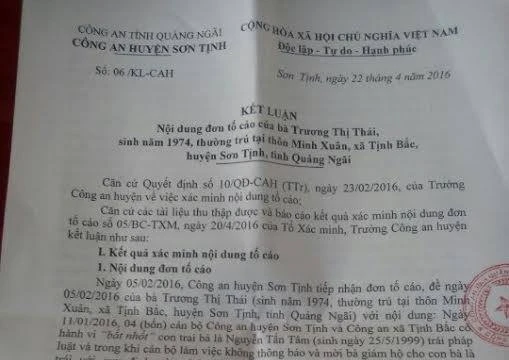 CÔNG AN TỈNH QUẢNG NGÃI
CÔNG AN HUYỆN SƠN TỊNH
CỘNG HÒA XÃ HỘI CHỦ NGHĨA VIỆT NAM
Độc lập - Tự do - Hạnh phúc
Số: 06 /KL-CAH
Sơn Tịnh, ngày 22 tháng 4 năm 2016
KẾT LUẬN
Nội dung đơn tố cáo của bà Trương Thị Thái,
sinh năm 1974, thường trú tại thôn Minh Xuân, xã Tịnh Bắc,
huyện Sơn Tịnh, tỉnh Quảng Ngãi
Căn cứ Quyết định số 10/QĐ-CAH (TTr), ngày 23/02/2016, của Trưởng
Công an huyện về việc xác minh nội dung tố cáo;
Căn cứ các tài liệu thu thập được và báo cáo kết quả xác minh nội dung đơn
tố cáo số 05/BC-TXM, ngày 20/4/2016 của Tổ Xác minh, Trưởng Công an huyện
kết luận như sau:
I. Kết quả xác minh nội dung tố cáo
1. Nội dung đơn tố cáo
Ngày 05/02/2016, Công an huyện Sơn Tịnh tiếp nhận đơn tố cáo, đề ngày
05/02/2016 của bà Trương Thị Thái (sinh năm 1974, thường trú tại thôn Minh
Xuân, xã Tịnh Bắc, huyện Sơn Tịnh, tỉnh Quảng Ngãi) với nội dung: Ngày
11/01/2016, 04 (bốn) cán bộ Công an huyện Sơn Tịnh và Công an xã Tịnh Bắc có
hành vi "bắt nhốt" con trai bà là Nguyễn Tấn Tâm (sinh ngày 25/5/1999) trái pháp
luật và trong khi cán bộ làm việc không thông báo và mời bà giám hộ cho con bà là